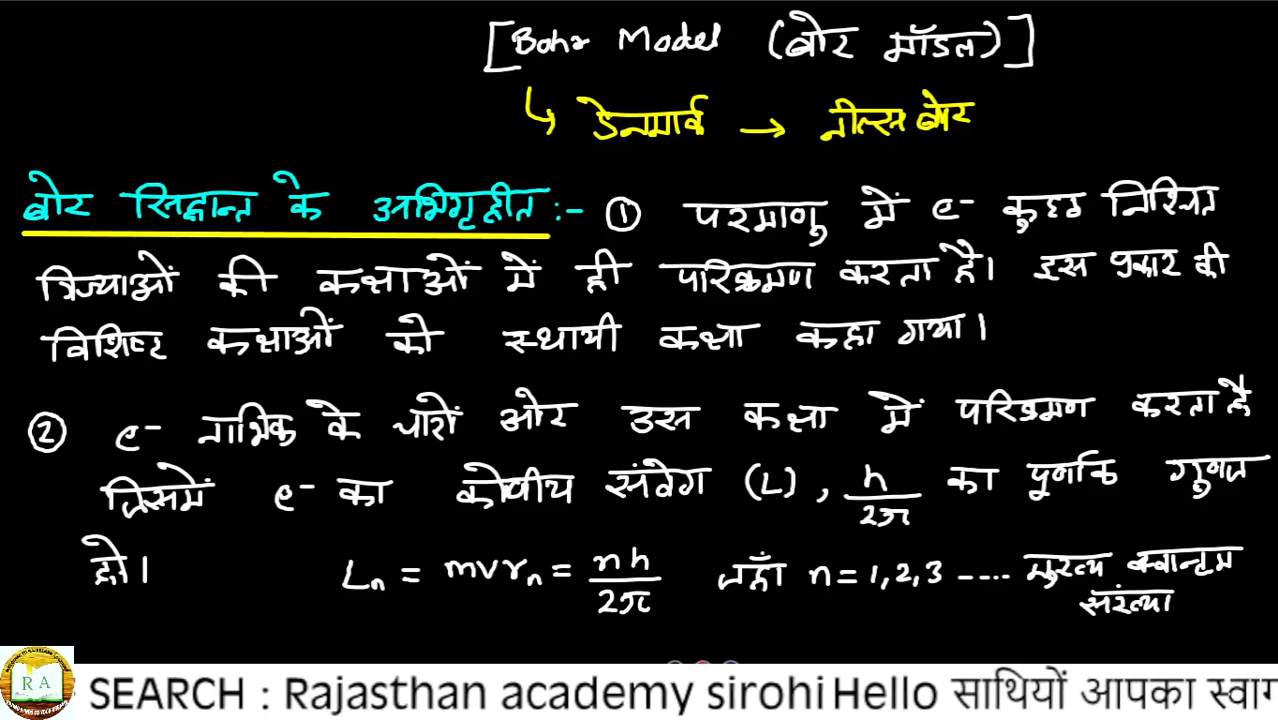 [Bohr Model (बोर मॉडल)]
↳ डेनमार्क → नील्स बोर
बोर सिद्धान्त के अभिगृहीत :- ① परमाणु में e⁻ कुछ निश्चित
त्रिज्याओं की कक्षाओं में ही परिक्रमण करता है। इस प्रकार की
विशिष्ट कक्षाओं को स्थायी कक्षा कहा गया।
② e⁻ नाभिक के चारों ओर उस कक्षा में परिक्रमण करता है
जिसमें e⁻ का कोणीय संवेग (L), h/2π का पूर्णांक गुणज
हो। Lₙ = mvrₙ = nh/2π जहाँ n = 1,2,3 ---- मुख्य क्वान्टम
संख्या
RA SEARCH : Rajasthan academy sirohi Hello साथियों आपका स्वाग